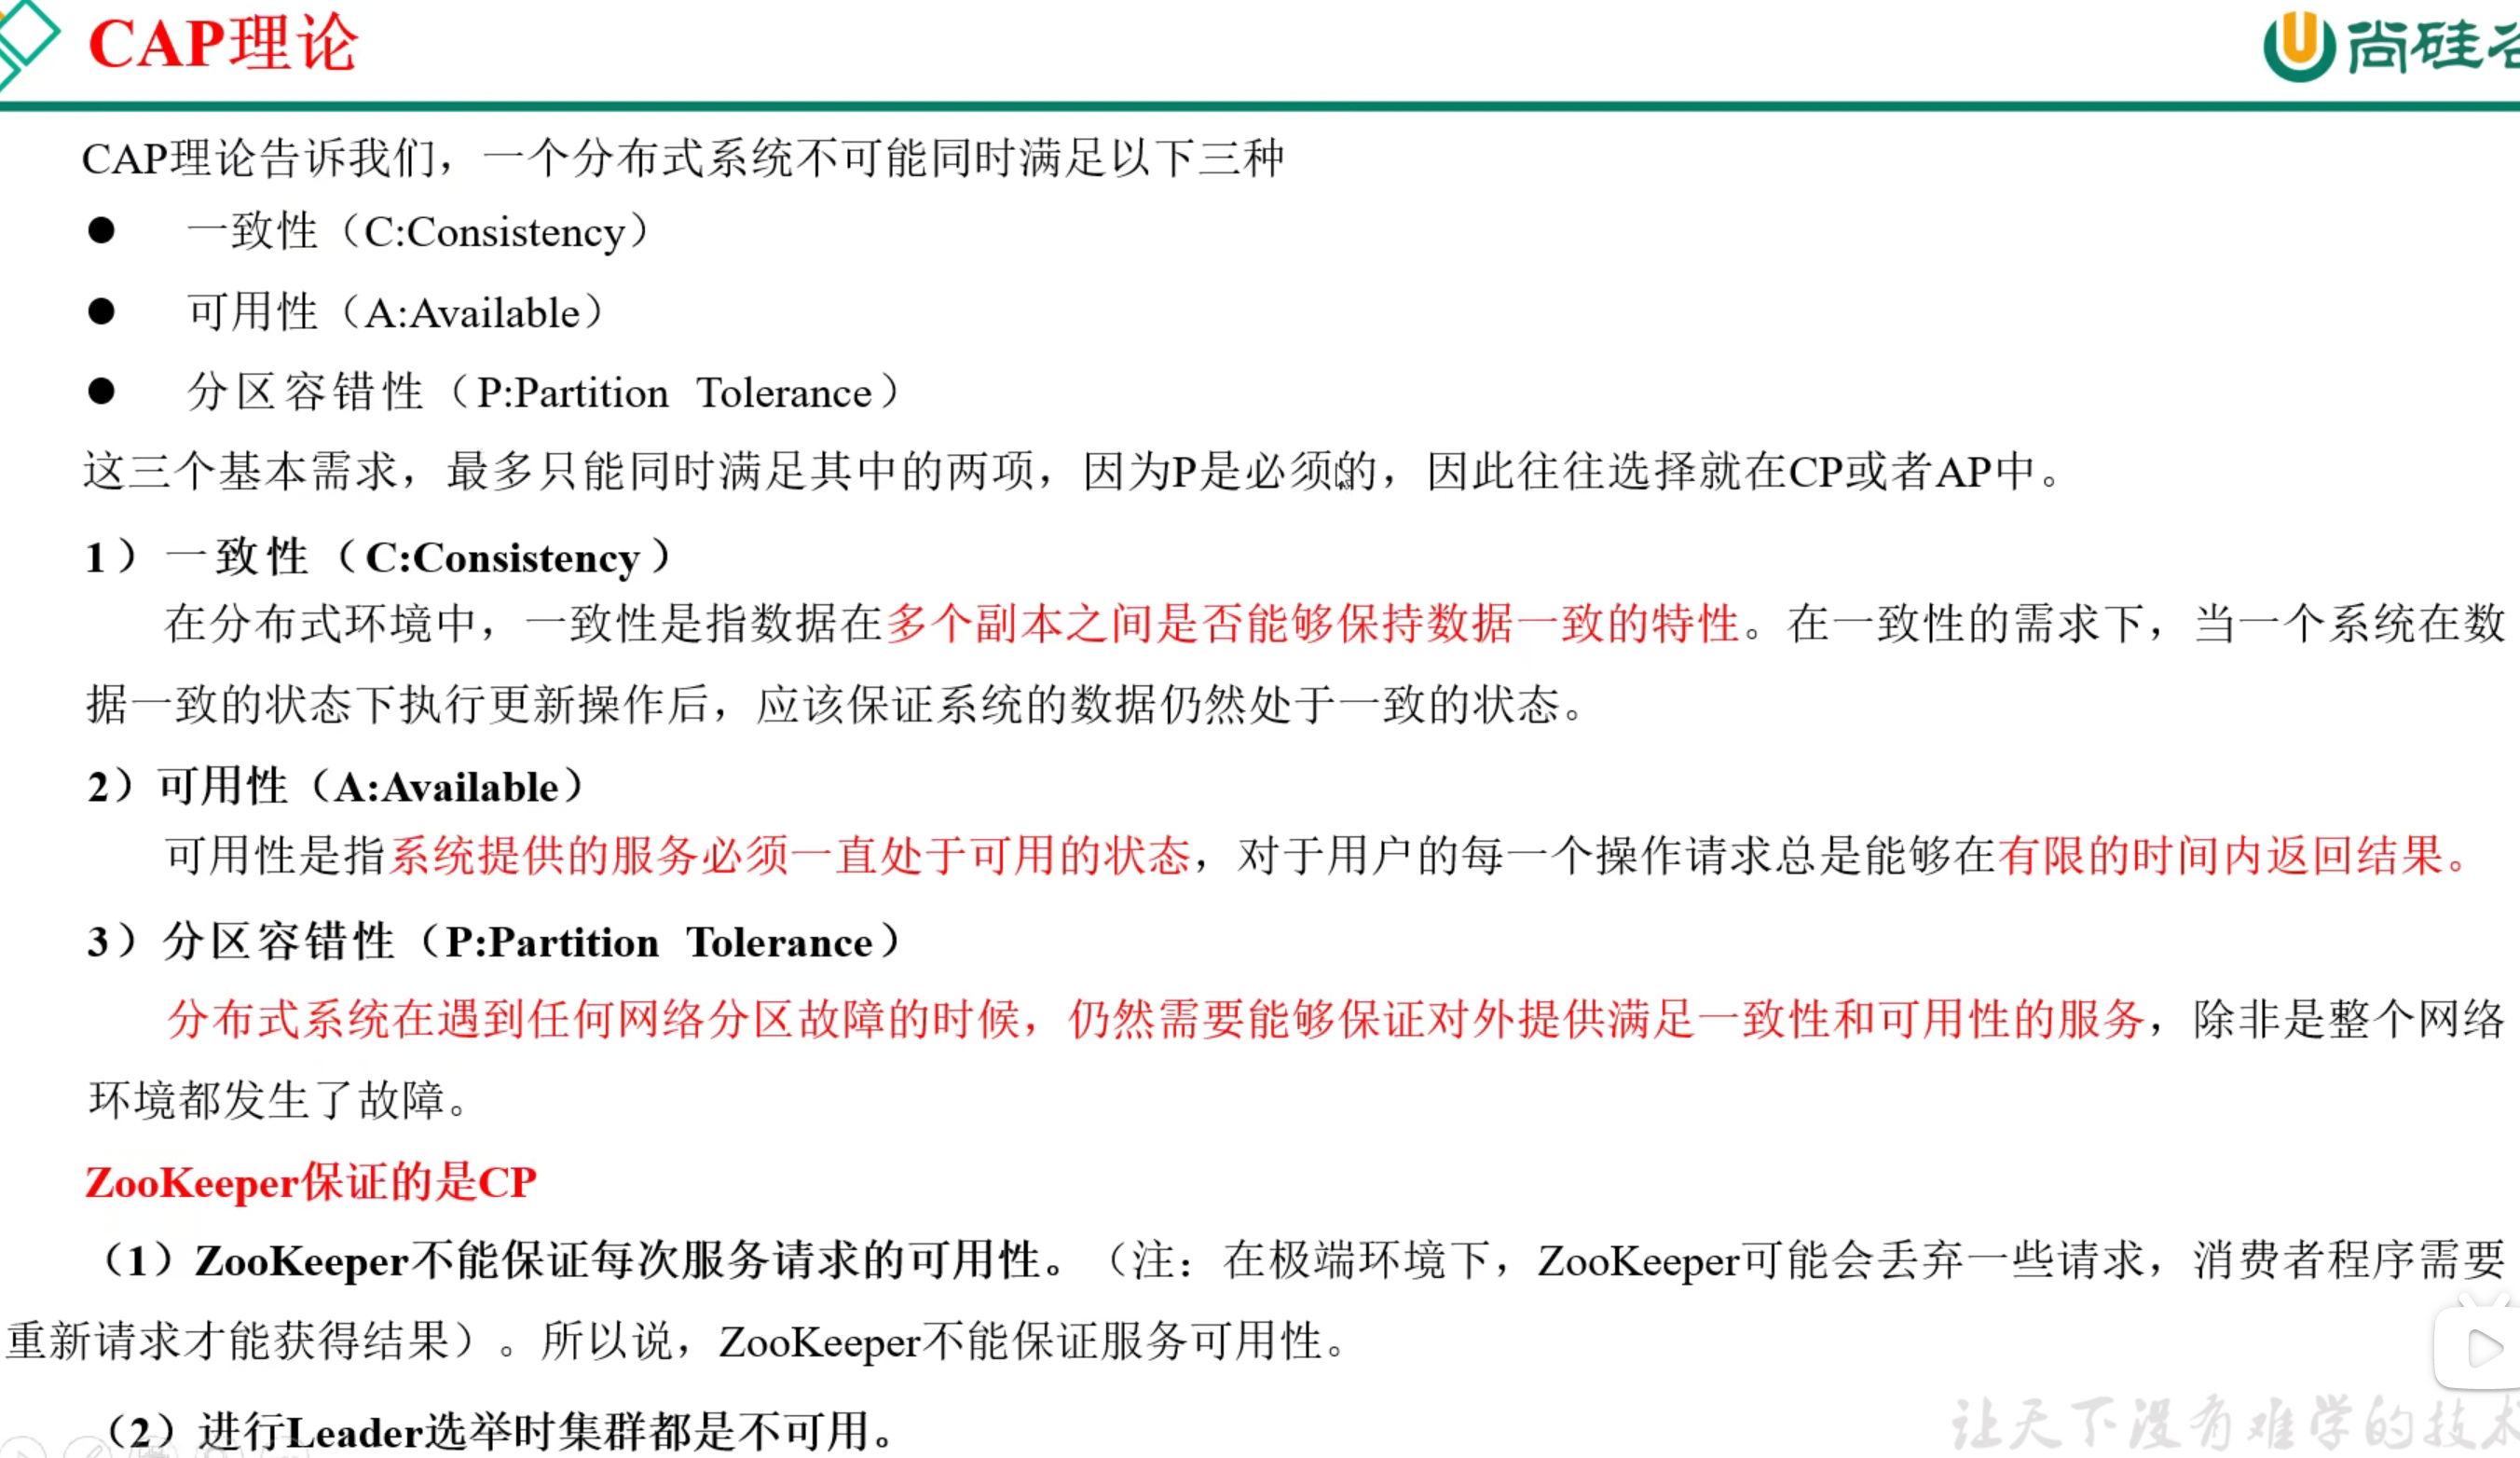 CAP理论
尚硅谷
CAP理论告诉我们，一个分布式系统不可能同时满足以下三种
● 一致性（C:Consistency）
● 可用性（A:Available）
● 分区容错性（P:Partition Tolerance）
这三个基本需求，最多只能同时满足其中的两项，因为P是必须的，因此往往选择就在CP或者AP中。
1）一致性（C:Consistency）
在分布式环境中，一致性是指数据在多个副本之间是否能够保持数据一致的特性。在一致性的需求下，当一个系统在数
据一致的状态下执行更新操作后，应该保证系统的数据仍然处于一致的状态。
2）可用性（A:Available）
可用性是指系统提供的服务必须一直处于可用的状态，对于用户的每一个操作请求总是能够在有限的时间内返回结果。
3）分区容错性（P:Partition Tolerance）
分布式系统在遇到任何网络分区故障的时候，仍然需要能够保证对外提供满足一致性和可用性的服务，除非是整个网络
环境都发生了故障。
ZooKeeper保证的是CP
（1）ZooKeeper不能保证每次服务请求的可用性。（注：在极端环境下，ZooKeeper可能会丢弃一些请求，消费者程序需要
重新请求才能获得结果）。所以说，ZooKeeper不能保证服务可用性。
（2）进行Leader选举时集群都是不可用。
让天下没有难学的技术